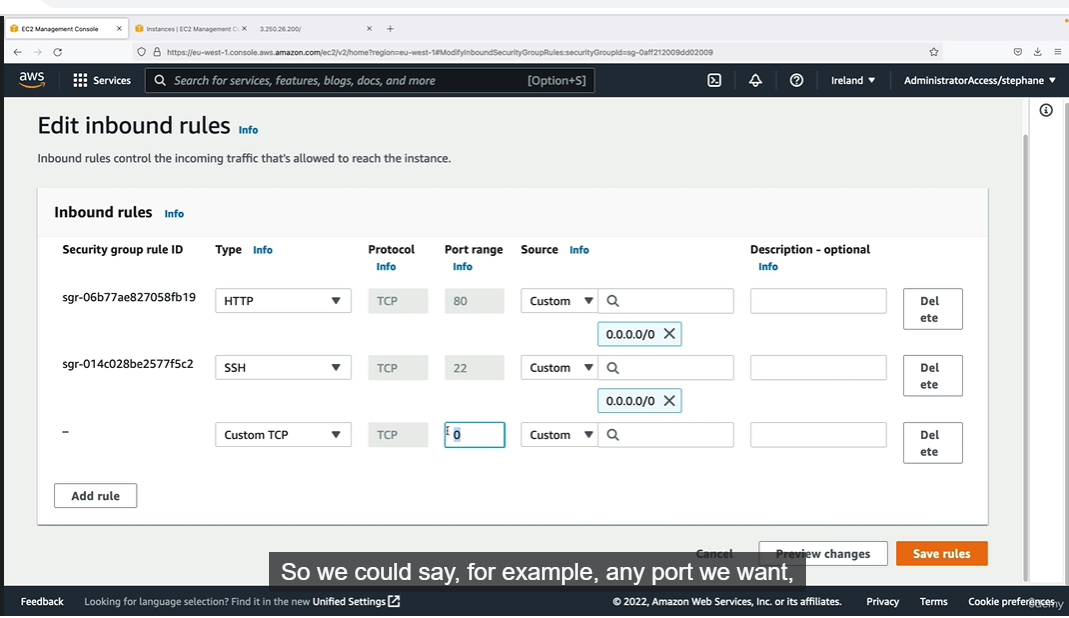 EC2 Management Console
Instances | EC2 Management Co
3.250.26.200/
https://eu-west-1.console.aws.amazon.com/ec2/v2/home?region=eu-west-1#ModifyInboundSecurityGroupRules:securityGroupId=sg-0aff212009dd02009
aws
Services
Search for services, features, blogs, docs, and more
[Option+S]
Ireland
AdministratorAccess/stephane
Edit inbound rules Info
Inbound rules control the incoming traffic that's allowed to reach the instance.
Inbound rules Info
Security group rule ID
Type Info
Protocol
Info
Port range
Info
Source Info
Description - optional
Info
sgr-06b77ae827058fb19
HTTP
TCP
80
Custom
Del
ete
0.0.0.0/0
sgr-014c028be2577f5c2
SSH
TCP
22
Custom
Del
ete
0.0.0.0/0
–
Custom TCP
TCP
0
Custom
Del
ete
Add rule
Cancel
Preview changes
Save rules
So we could say, for example, any port we want,
Feedback
Looking for language selection? Find it in the new Unified Settings
© 2022, Amazon Web Services, Inc. or its affiliates.
Privacy
Terms
Cookie preferences
Udemy